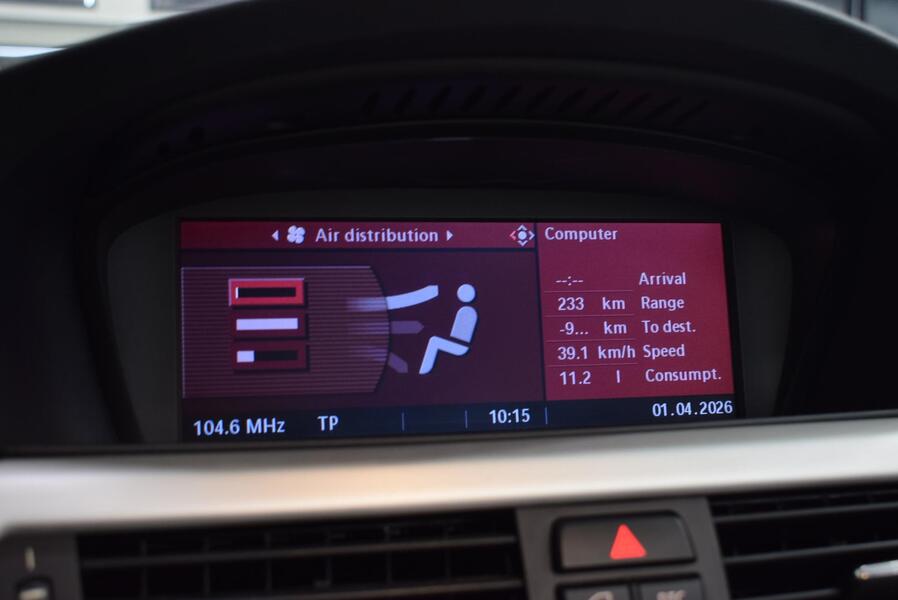 Air distribution
Computer
--:-- Arrival
233 km Range
-9... km To dest.
39.1 km/h Speed
11.2 l Consumpt.
104.6 MHz TP 10:15 01.04.2026